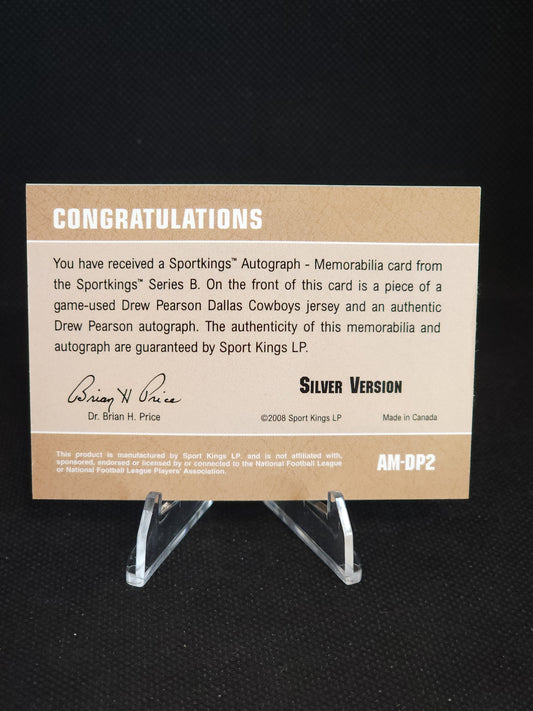 CONGRATULATIONS
You have received a Sportkings™ Autograph - Memorabilia card from
the Sportkings™ Series B. On the front of this card is a piece of
game-used Drew Pearson Dallas Cowboys jersey and an authentic
Drew Pearson autograph. The authenticity of this memorabilia and
autograph are guaranteed by Sport Kings LP.
Brian H Price
SILVER VERSION
Dr. Brian H. Price
©2008 Sport Kings LP
Made in Canada
This product is manufactured by Sport Kings LP. and is not affiliated with,
sponsored, endorsed or licensed by or connected to the National Football League
or National Football League Players' Association.
AM-DP2